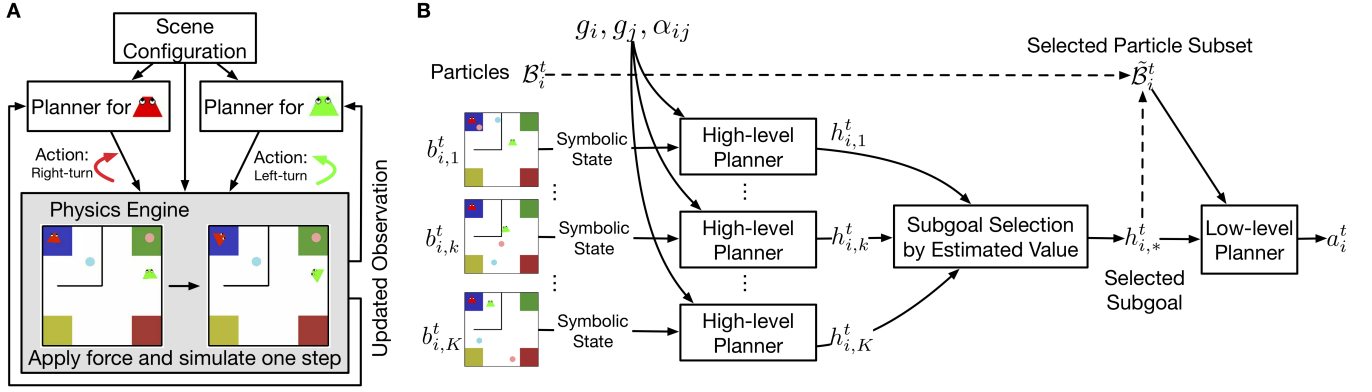 A
Scene
Configuration
Planner for
Planner for
Action:
Right-turn
Action:
Left-turn
Physics Engine
Apply force and simulate one step
Updated Observation
B
g_i, g_j, α_{ij}
Particles 𝓑_i^t
Selected Particle Subset
𝓑̃_i^t
b_{i,1}^t
Symbolic
State
High-level
Planner
h_{i,1}^t
⋮
⋮
b_{i,k}^t
Symbolic
State
High-level
Planner
h_{i,k}^t
Subgoal Selection
by Estimated Value
h_{i,*}^t
Selected
Subgoal
Low-level
Planner
a_i^t
⋮
⋮
b_{i,K}^t
Symbolic
State
High-level
Planner
h_{i,K}^t